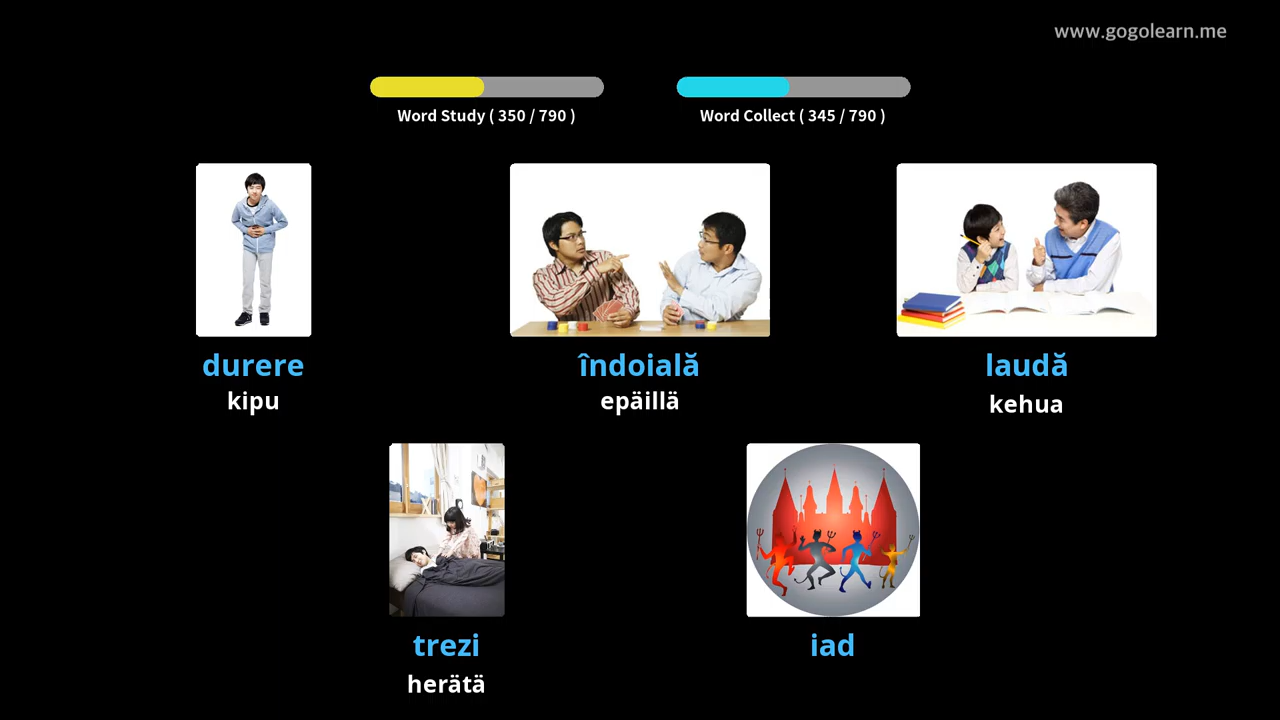 www.gogolearn.me
Word Study ( 350 / 790 )
Word Collect ( 345 / 790 )
durere
kipu
îndoială
epäillä
laudă
kehua
trezi
herätä
iad